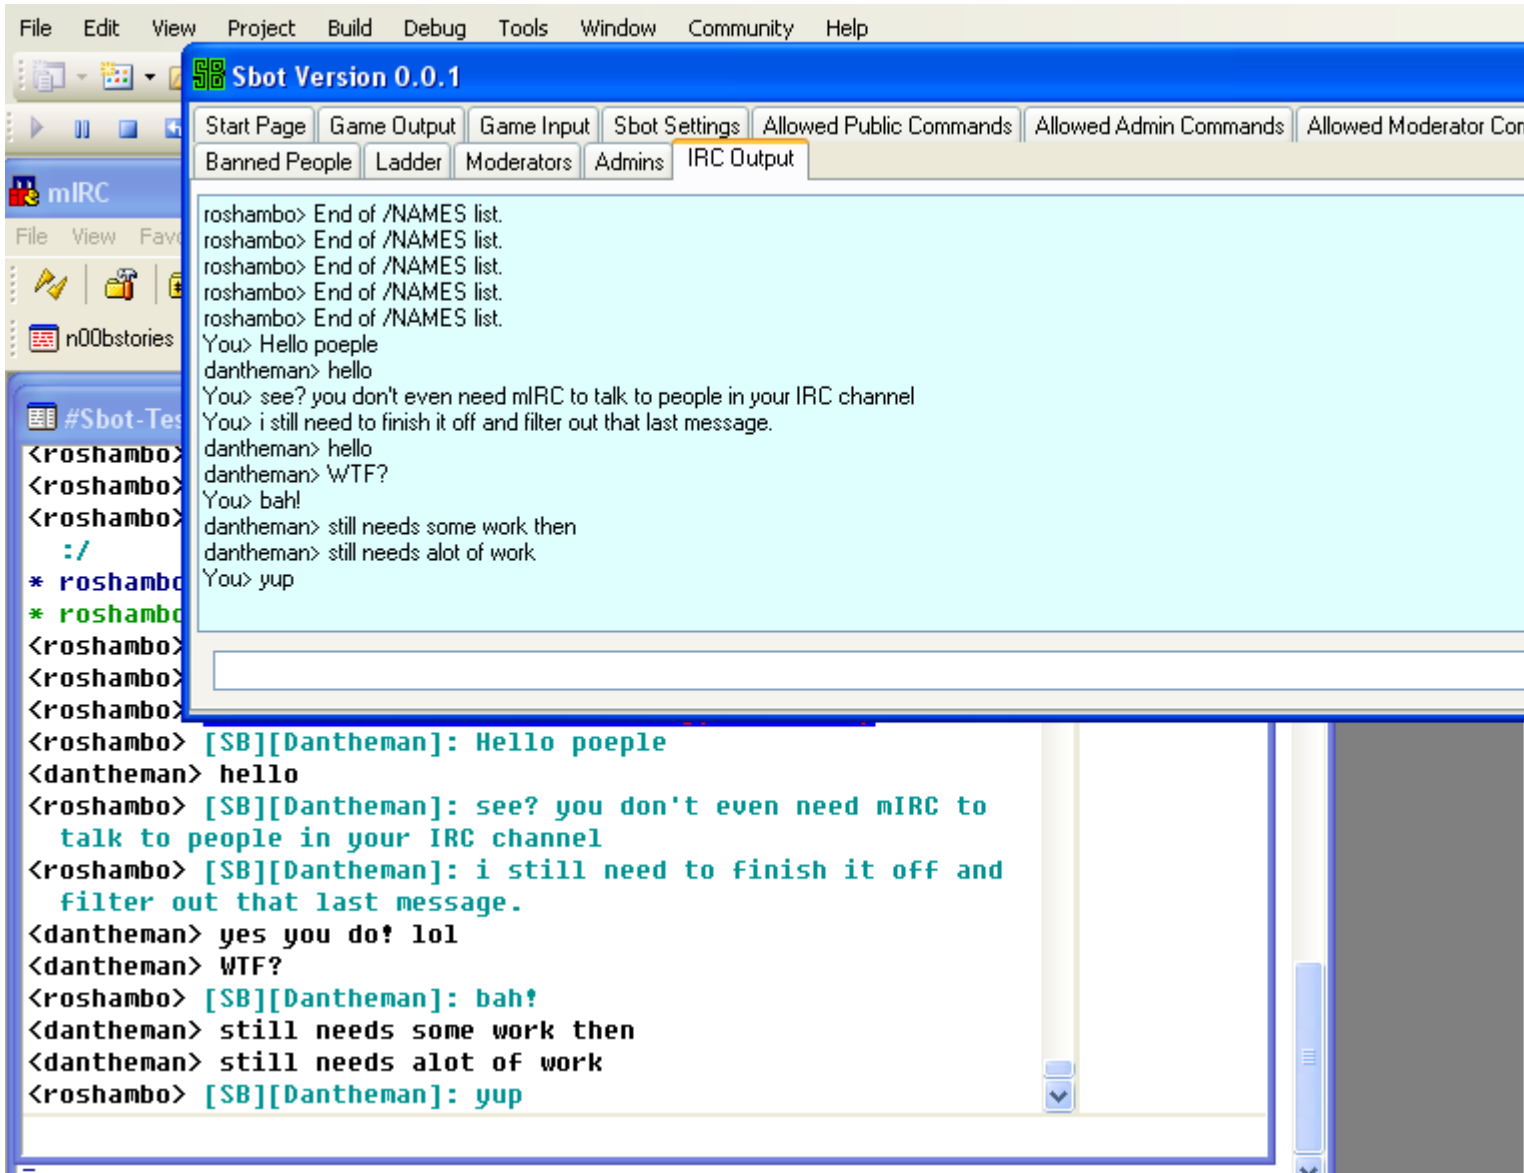 File Edit View Project Build Debug Tools Window Community Help
SB Sbot Version 0.0.1
Start Page Game Output Game Input Sbot Settings Allowed Public Commands Allowed Admin Commands Allowed Moderator Con
Banned People Ladder Moderators Admins IRC Output
mIRC
File View Favo
n00bstories
roshambo> End of /NAMES list.
roshambo> End of /NAMES list.
roshambo> End of /NAMES list.
roshambo> End of /NAMES list.
roshambo> End of /NAMES list.
You> Hello poeple
dantheman> hello
You> see? you don't even need mIRC to talk to people in your IRC channel
You> i still need to finish it off and filter out that last message.
dantheman> hello
dantheman> WTF?
You> bah!
dantheman> still needs some work then
dantheman> still needs alot of work
You> yup
#Sbot-Tes
<roshambo>
<roshambo>
<roshambo>
:/
* roshambo
* roshambo
<roshambo>
<roshambo>
<roshambo>
<roshambo> [SB][Dantheman]: Hello poeple
<dantheman> hello
<roshambo> [SB][Dantheman]: see? you don't even need mIRC to
talk to people in your IRC channel
<roshambo> [SB][Dantheman]: i still need to finish it off and
filter out that last message.
<dantheman> yes you do! lol
<dantheman> WTF?
<roshambo> [SB][Dantheman]: bah!
<dantheman> still needs some work then
<dantheman> still needs alot of work
<roshambo> [SB][Dantheman]: yup